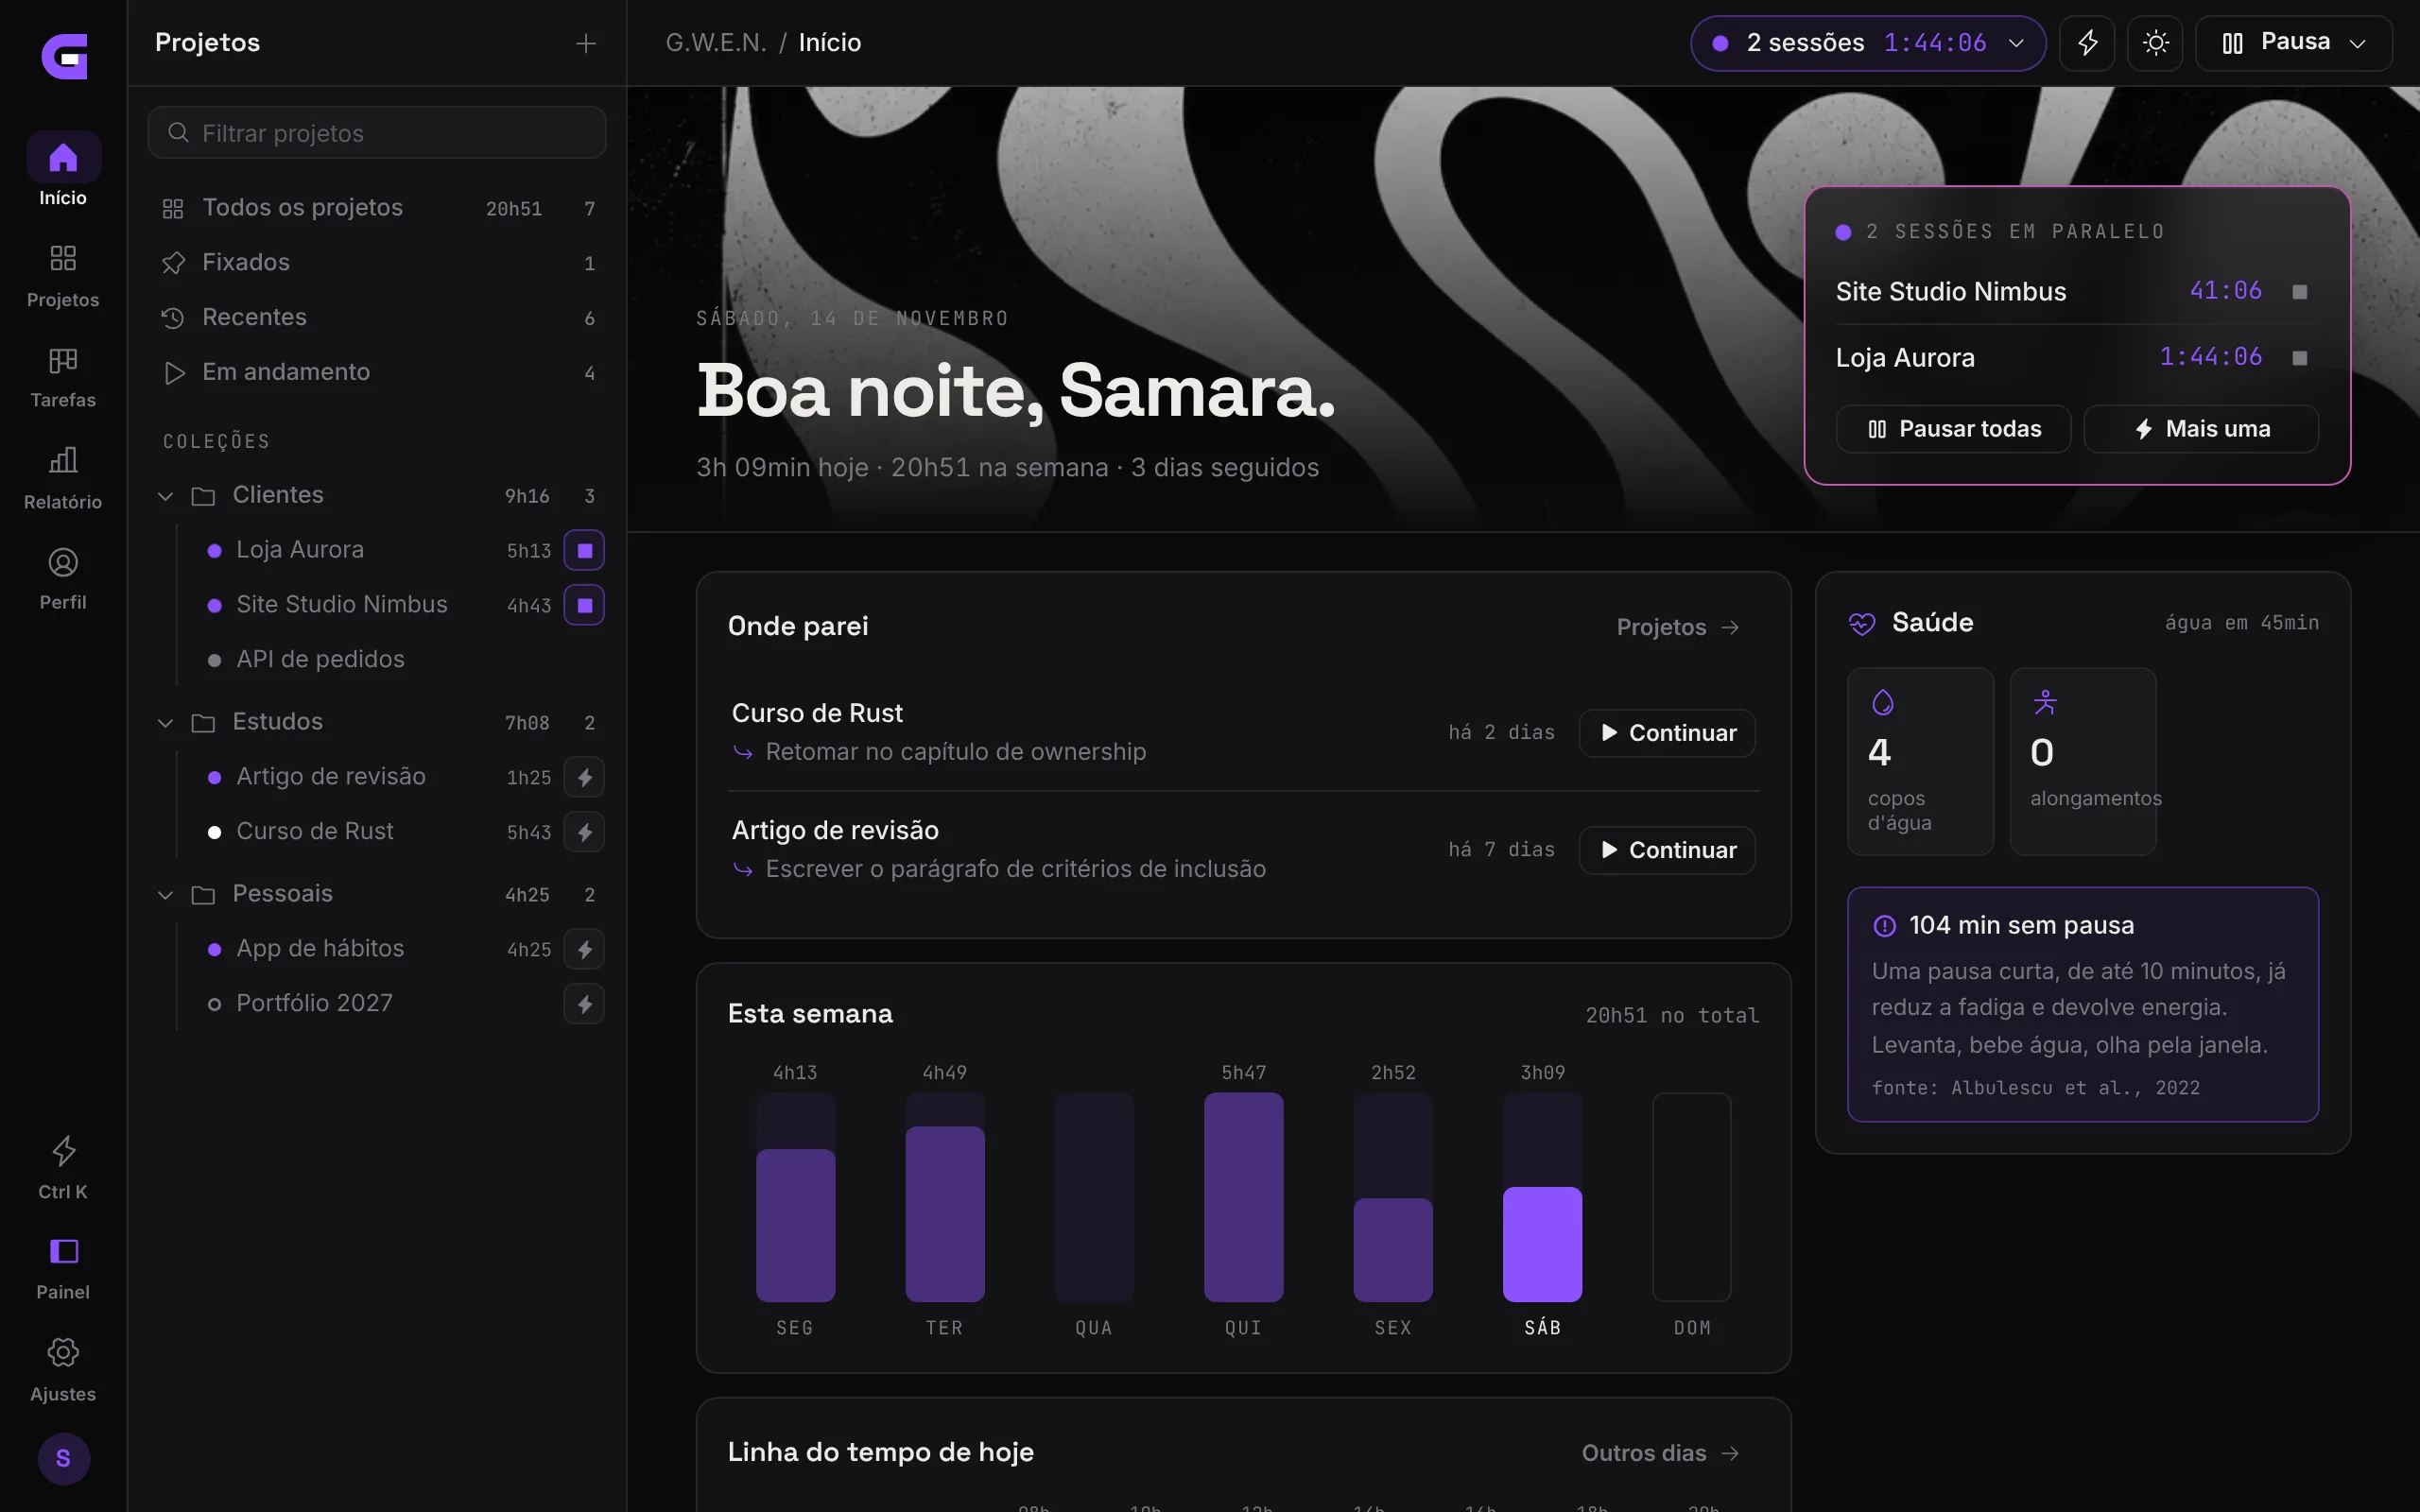 Projetos
G.W.E.N. / Início
2 sessões 1:44:06
Pausa
Início
Projetos
Tarefas
Relatório
Perfil
Ctrl K
Painel
Ajustes
S
Filtrar projetos
Todos os projetos 20h51 7
Fixados 1
Recentes 6
Em andamento 4
COLEÇÕES
Clientes 9h16 3
Loja Aurora 5h13
Site Studio Nimbus 4h43
API de pedidos
Estudos 7h08 2
Artigo de revisão 1h25
Curso de Rust 5h43
Pessoais 4h25 2
App de hábitos 4h25
Portfólio 2027
SÁBADO, 14 DE NOVEMBRO
Boa noite, Samara.
3h 09min hoje · 20h51 na semana · 3 dias seguidos
2 SESSÕES EM PARALELO
Site Studio Nimbus 41:06
Loja Aurora 1:44:06
Pausar todas Mais uma
Onde parei Projetos
Curso de Rust
Retomar no capítulo de ownership
há 2 dias Continuar
Artigo de revisão
Escrever o parágrafo de critérios de inclusão
há 7 dias Continuar
Esta semana 20h51 no total
4h13 4h49 5h47 2h52 3h09
SEG TER QUA QUI SEX SÁB DOM
Linha do tempo de hoje Outros dias
08h 10h 12h 14h 16h 18h 20h
Saúde água em 45min
4
copos
d'água
0
alongamentos
104 min sem pausa
Uma pausa curta, de até 10 minutos, já
reduz a fadiga e devolve energia.
Levanta, bebe água, olha pela janela.
fonte: Albulescu et al., 2022